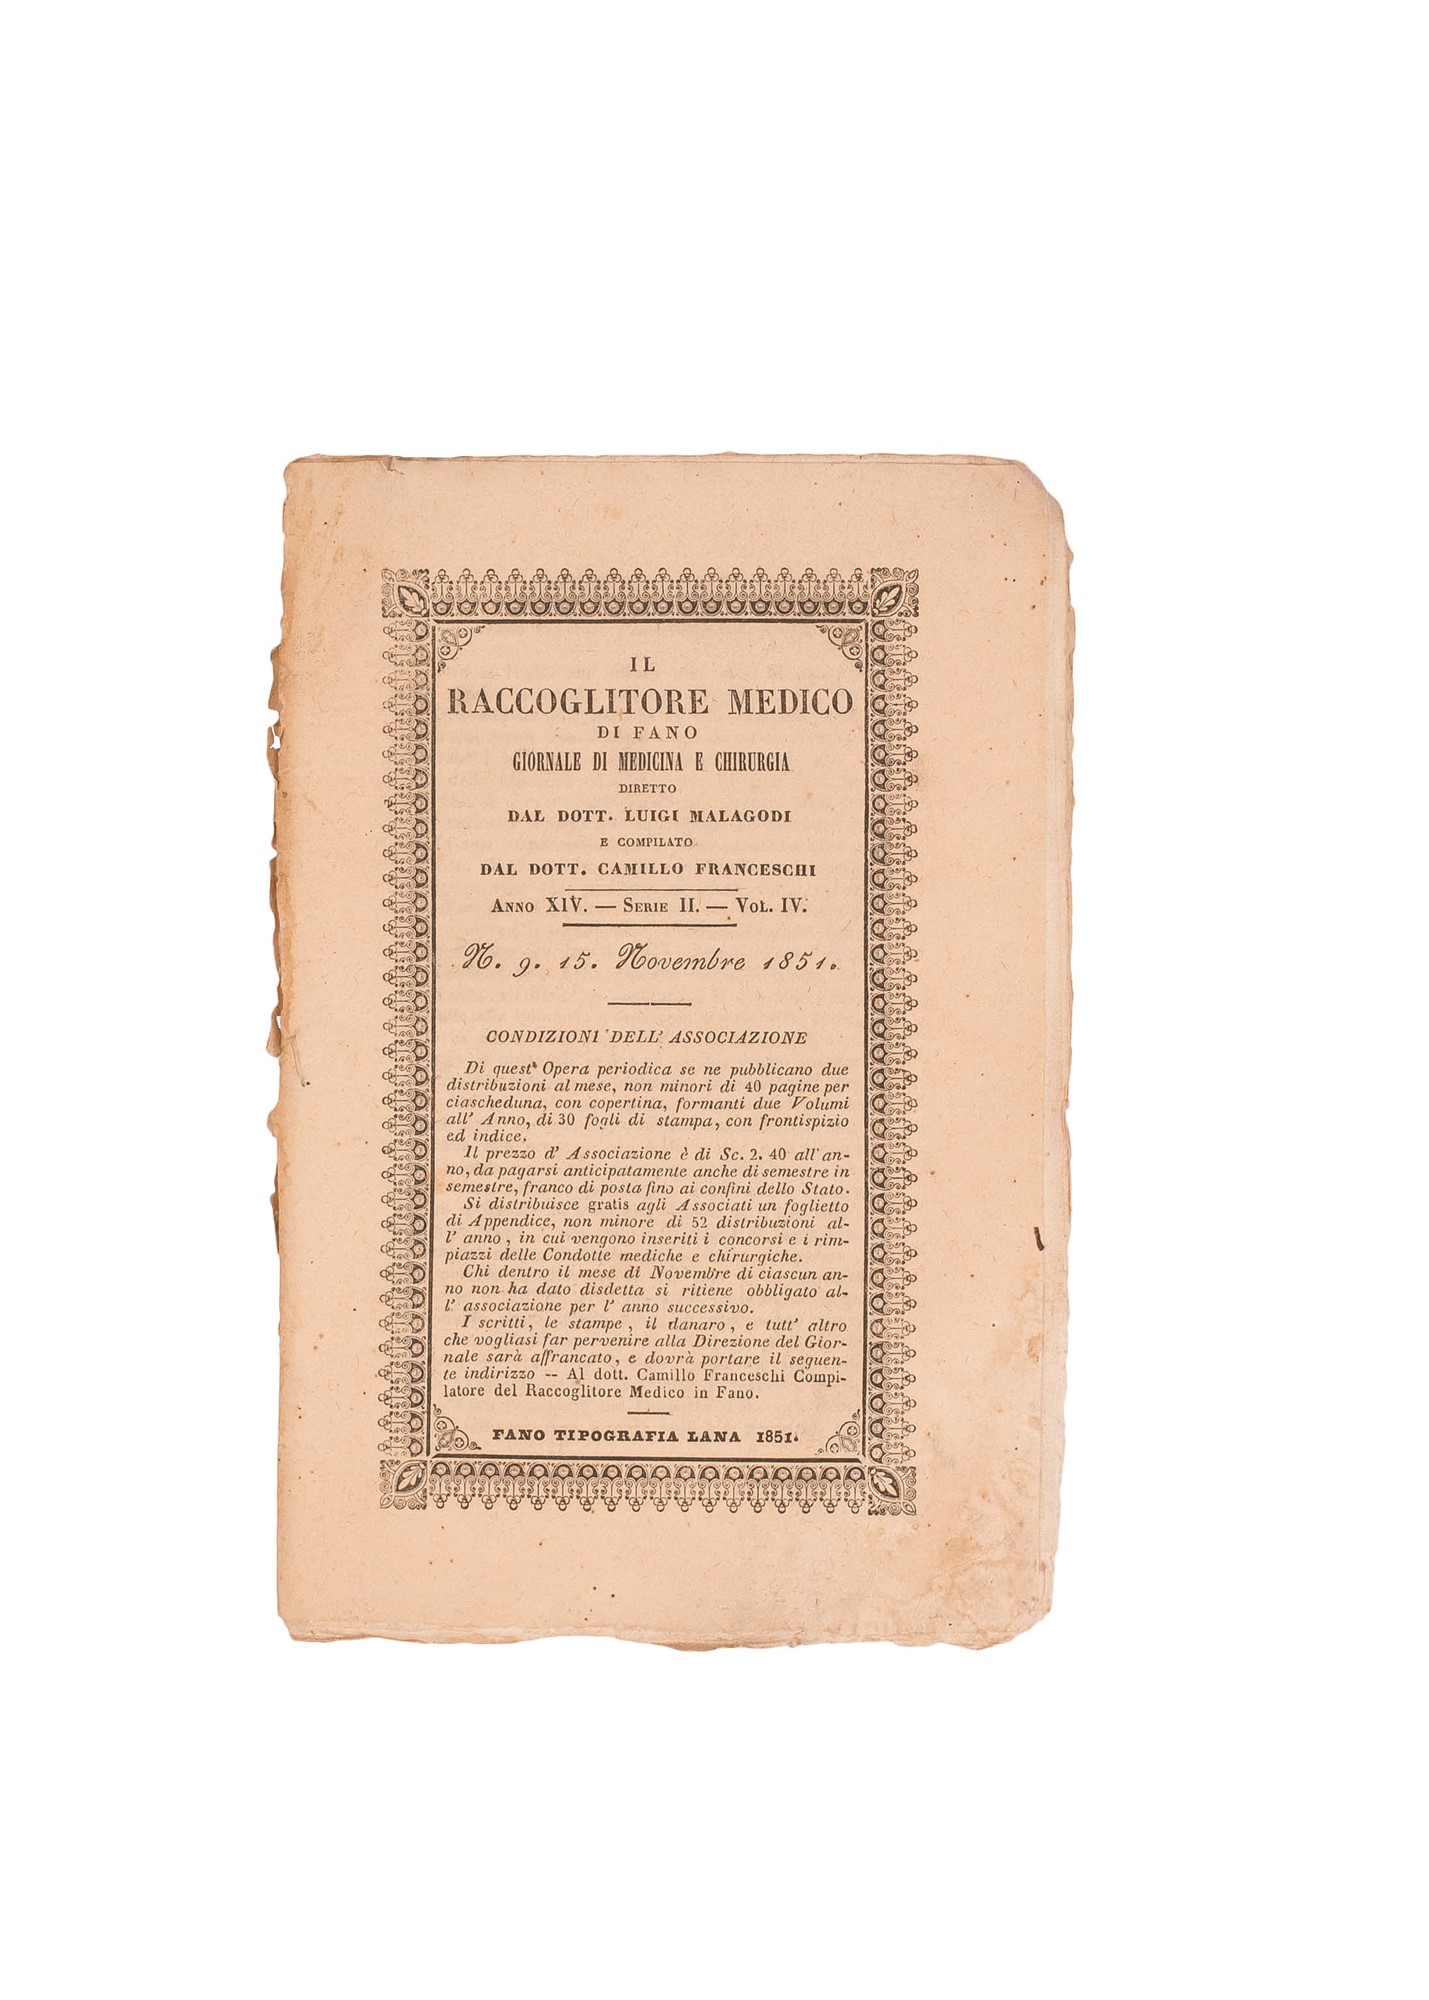 IL
RACCOGLITORE MEDICO
DI FANO
GIORNALE DI MEDICINA E CHIRURGIA
DIRETTO
DAL DOTT. LUIGI MALAGODI
E COMPILATO
DAL DOTT. CAMILLO FRANCESCHI
ANNO XIV. — SERIE II. — VOL. IV.
N. 9. 15. Novembre 1851.
CONDIZIONI DELL' ASSOCIAZIONE
Di quest' Opera periodica se ne pubblicano due
distribuzioni al mese, non minori di 40 pagine per
ciascheduna, con copertina, formanti due Volumi
all' Anno, di 30 fogli di stampa, con frontispizio
ed indice.
Il prezzo d' Associazione è di Sc. 2. 40 all' an-
no, da pagarsi anticipatamente anche di semestre in
semestre, franco di posta fino ai confini dello Stato.
Si distribuisce gratis agli Associati un foglietto
di Appendice, non minore di 52 distribuzioni al-
l' anno, in cui vengono inseriti i concorsi e i rim-
piazzi delle Condotte mediche e chirurgiche.
Chi dentro il mese di Novembre di ciascun an-
no non ha dato disdetta si ritiene obbligato al-
l' associazione per l' anno successivo.
I scritti, le stampe, il danaro, e tutt' altro
che vogliasi far pervenire alla Direzione del Gior-
nale sarà affrancato, e dovrà portare il seguen-
te indirizzo -- Al dott. Camillo Franceschi Compi-
latore del Raccoglitore Medico in Fano.
FANO TIPOGRAFIA LANA 1851.